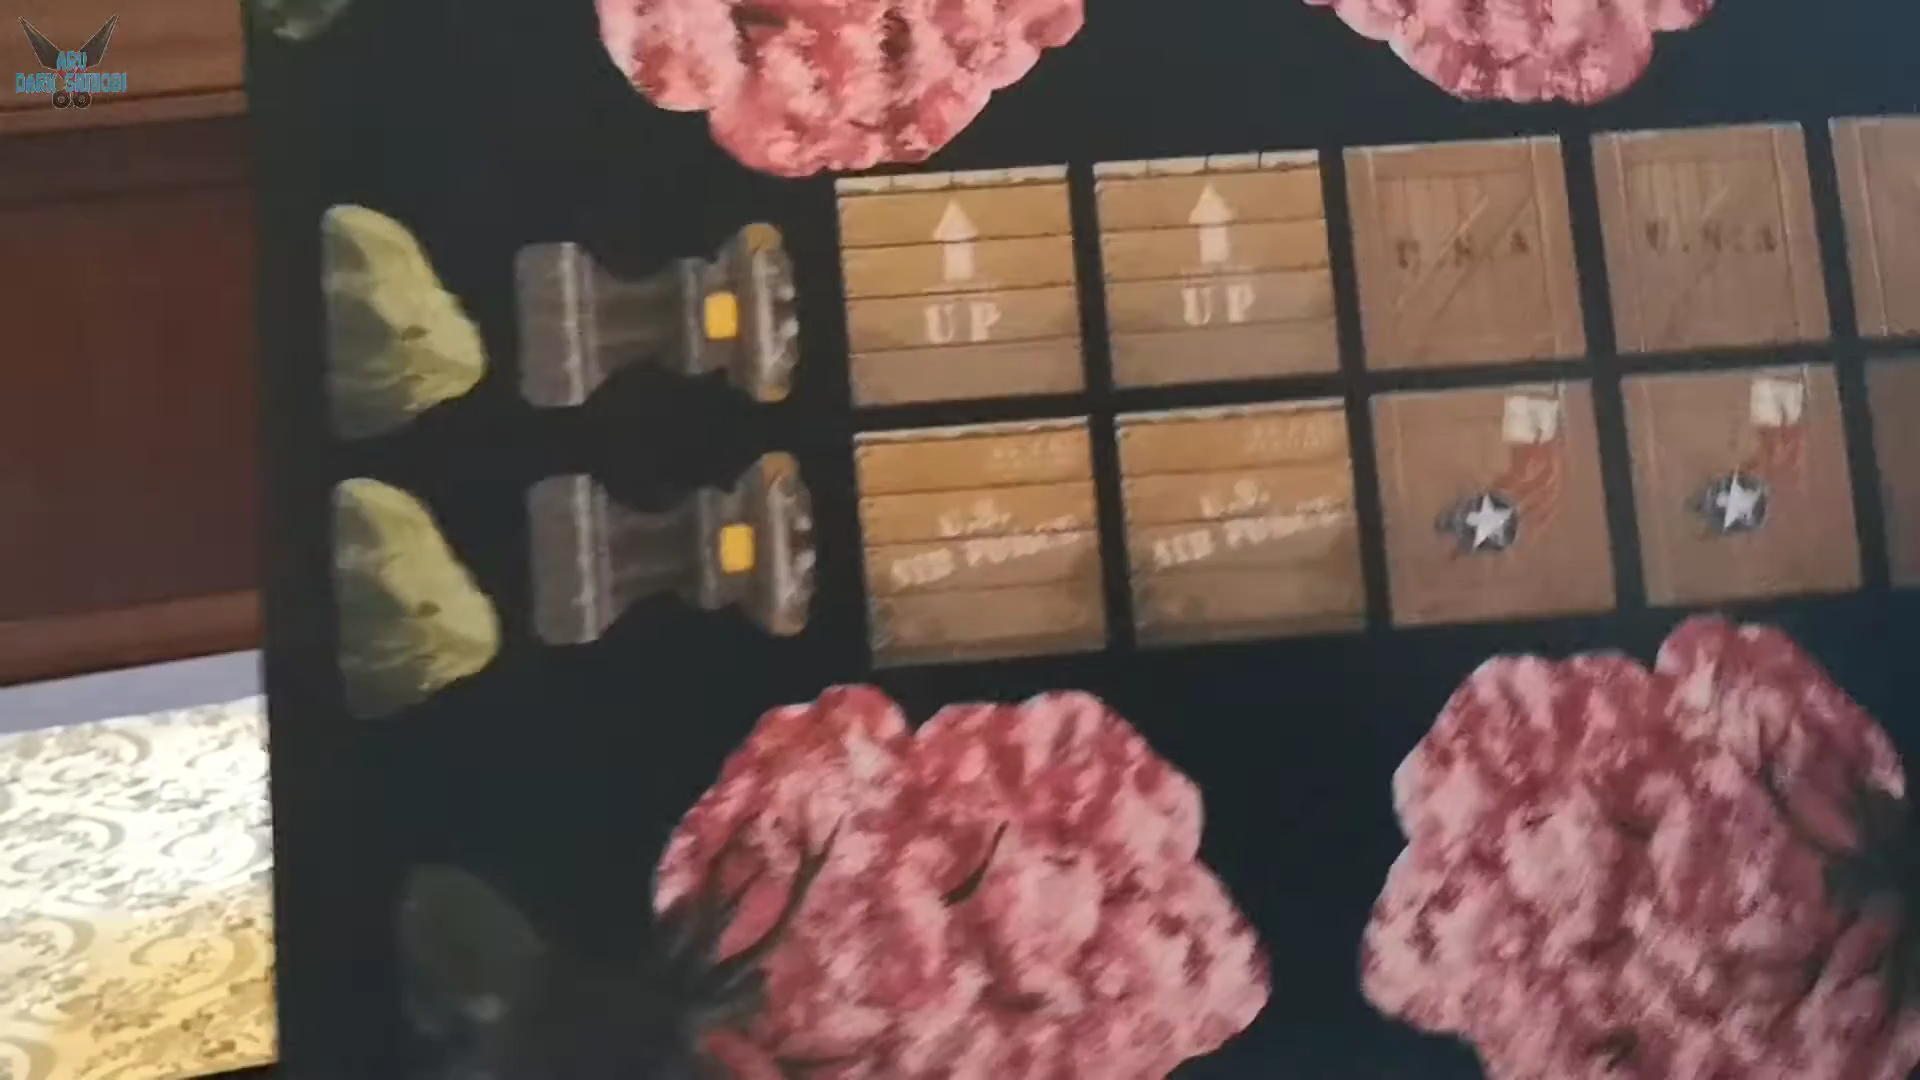 ARU
DARK SHINOBI
UP
UP
U.S.A
U.S.A
U.S.
AIR FORCE
U.S.
AIR FORCE